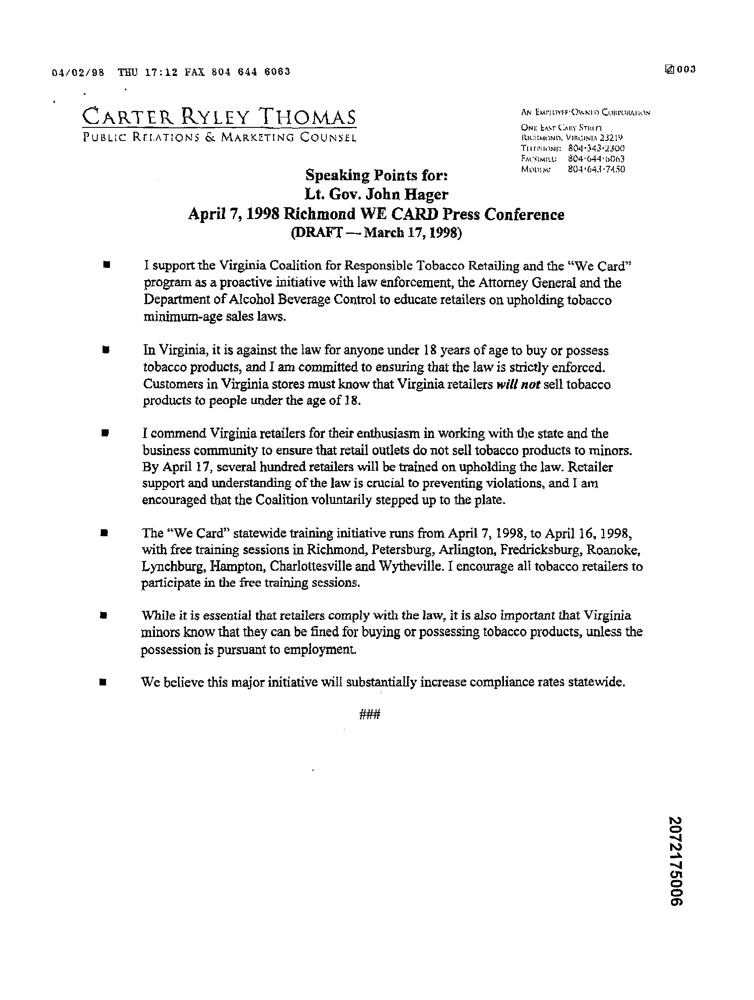 04/02/98 THU 17:12 FAX 804 644 6063
003
CARTER RYLEY THOMAS
PUBLIC RELATIONS & MARKETING COUNSEL
AN EMPLOYEE-OWNED CORPORATION
ONE EAST CARY STREET
RICHMOND, VIRGINIA 23219
TELEPHONE: 804·343·2300
FACSIMILE: 804·644·6063
MODEM: 804·643·7450
Speaking Points for:
Lt. Gov. John Hager
April 7, 1998 Richmond WE CARD Press Conference
(DRAFT — March 17, 1998)
■ I support the Virginia Coalition for Responsible Tobacco Retailing and the “We Card”
program as a proactive initiative with law enforcement, the Attorney General and the
Department of Alcohol Beverage Control to educate retailers on upholding tobacco
minimum-age sales laws.
■ In Virginia, it is against the law for anyone under 18 years of age to buy or possess
tobacco products, and I am committed to ensuring that the law is strictly enforced.
Customers in Virginia stores must know that Virginia retailers will not sell tobacco
products to people under the age of 18.
■ I commend Virginia retailers for their enthusiasm in working with the state and the
business community to ensure that retail outlets do not sell tobacco products to minors.
By April 17, several hundred retailers will be trained on upholding the law. Retailer
support and understanding of the law is crucial to preventing violations, and I am
encouraged that the Coalition voluntarily stepped up to the plate.
■ The “We Card” statewide training initiative runs from April 7, 1998, to April 16, 1998,
with free training sessions in Richmond, Petersburg, Arlington, Fredricksburg, Roanoke,
Lynchburg, Hampton, Charlottesville and Wytheville. I encourage all tobacco retailers to
participate in the free training sessions.
■ While it is essential that retailers comply with the law, it is also important that Virginia
minors know that they can be fined for buying or possessing tobacco products, unless the
possession is pursuant to employment.
■ We believe this major initiative will substantially increase compliance rates statewide.
###
2072175006